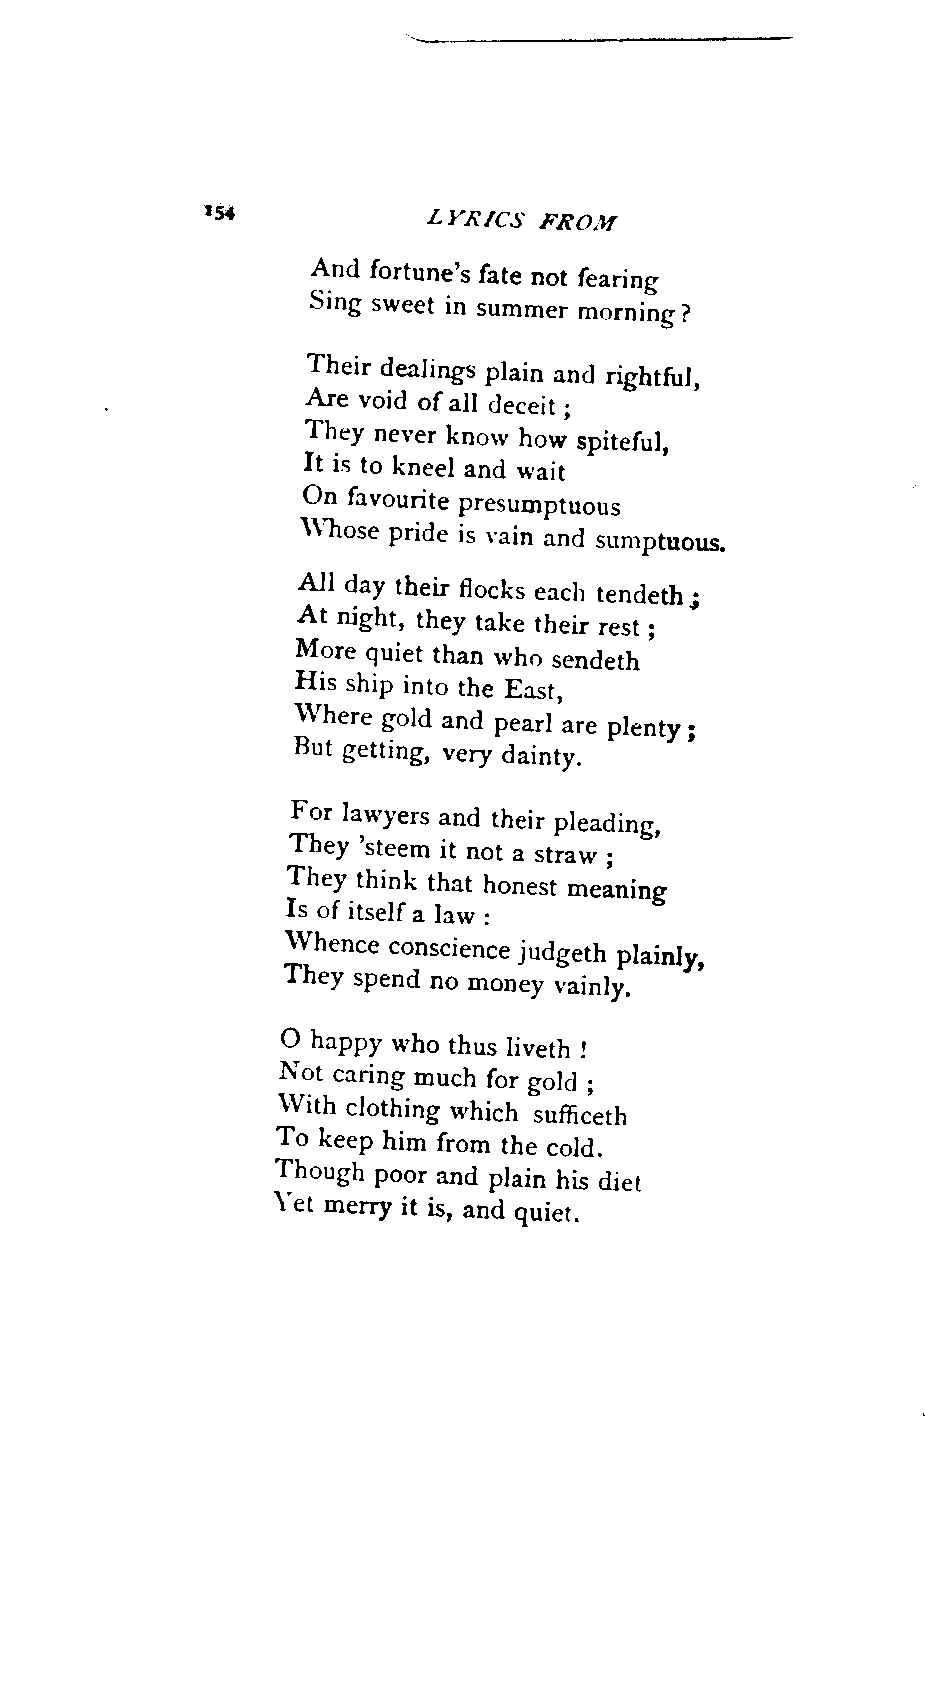 154 LYRICS FROM
And fortune's fate not fearing
Sing sweet in summer morning?
Their dealings plain and rightful,
Are void of all deceit;
They never know how spiteful,
It is to kneel and wait
On favourite presumptuous
Whose pride is vain and sumptuous.
All day their flocks each tendeth;
At night, they take their rest;
More quiet than who sendeth
His ship into the East,
Where gold and pearl are plenty;
But getting, very dainty.
For lawyers and their pleading,
They 'steem it not a straw;
They think that honest meaning
Is of itself a law:
Whence conscience judgeth plainly,
They spend no money vainly.
O happy who thus liveth!
Not caring much for gold;
With clothing which sufficeth
To keep him from the cold.
Though poor and plain his diet
Yet merry it is, and quiet.